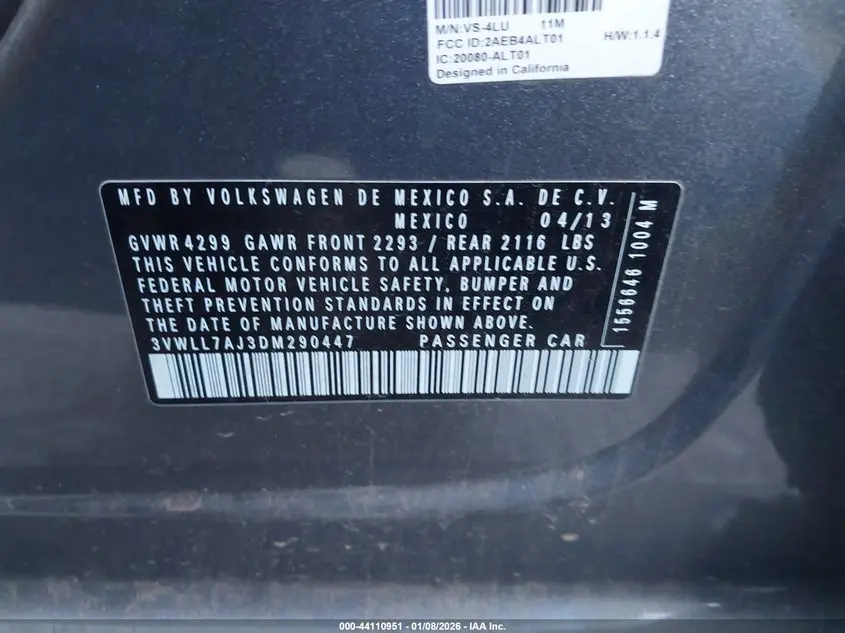 M/N:VS-4LU 11M
FCC ID:2AEB4ALT01 H/W:1.1.4
IC:20080-ALT01
Designed in California
MFD BY VOLKSWAGEN DE MEXICO S.A. DE C.V.
MEXICO 04/13
GVWR 4299 GAWR FRONT 2293 / REAR 2116 LBS
THIS VEHICLE CONFORMS TO ALL APPLICABLE U.S.
FEDERAL MOTOR VEHICLE SAFETY, BUMPER AND
THEFT PREVENTION STANDARDS IN EFFECT ON
THE DATE OF MANUFACTURE SHOWN ABOVE.
3VWLL7AJ3DM290447 PASSENGER CAR
1556646 1004 M
000-44110951 - 01/08/2026 - IAA Inc.